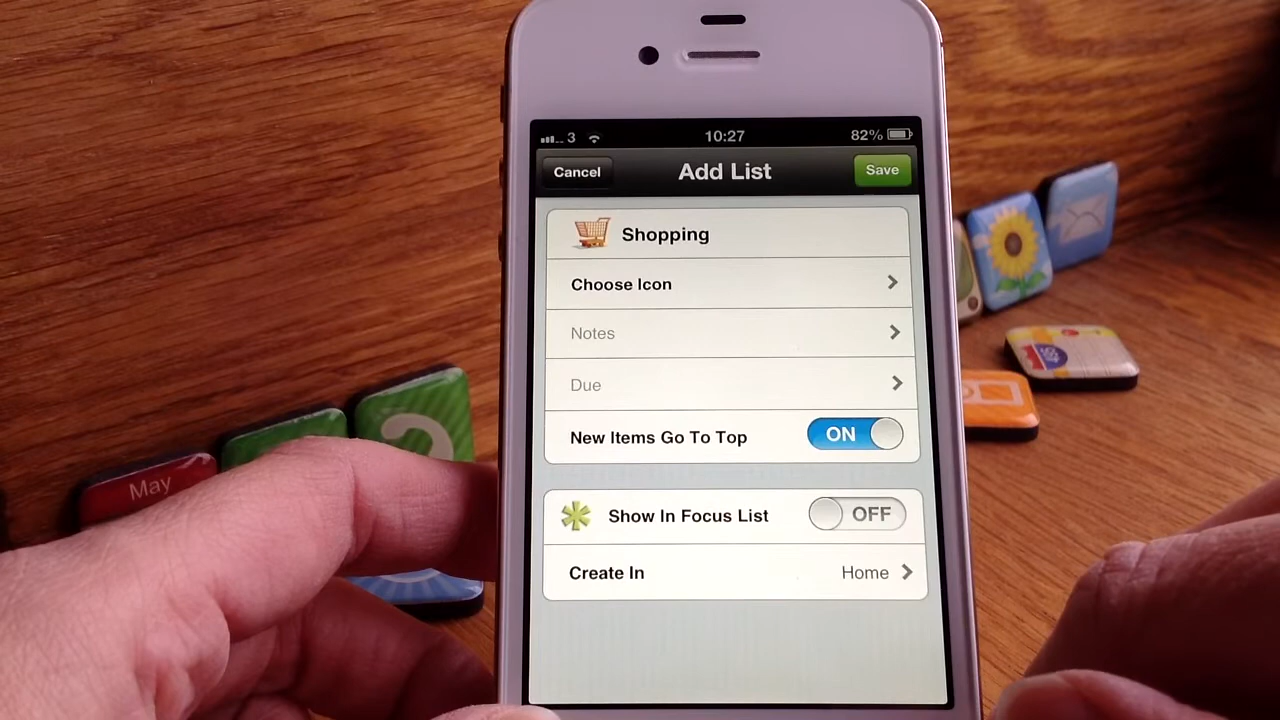 3 10:27 82%
Cancel Add List Save
Shopping
Choose Icon
Notes
Due
New Items Go To Top ON
Show In Focus List OFF
Create In Home
May